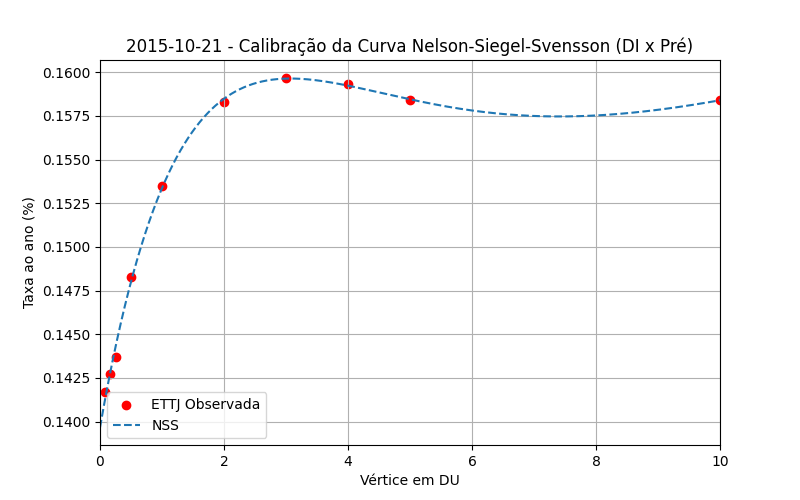 2015-10-21 - Calibração da Curva Nelson-Siegel-Svensson (DI x Pré)
Taxa ao ano (%)
0.1600
0.1575
0.1550
0.1525
0.1500
0.1475
0.1450
0.1425
0.1400
ETTJ Observada
NSS
0 2 4 6 8 10
Vértice em DU